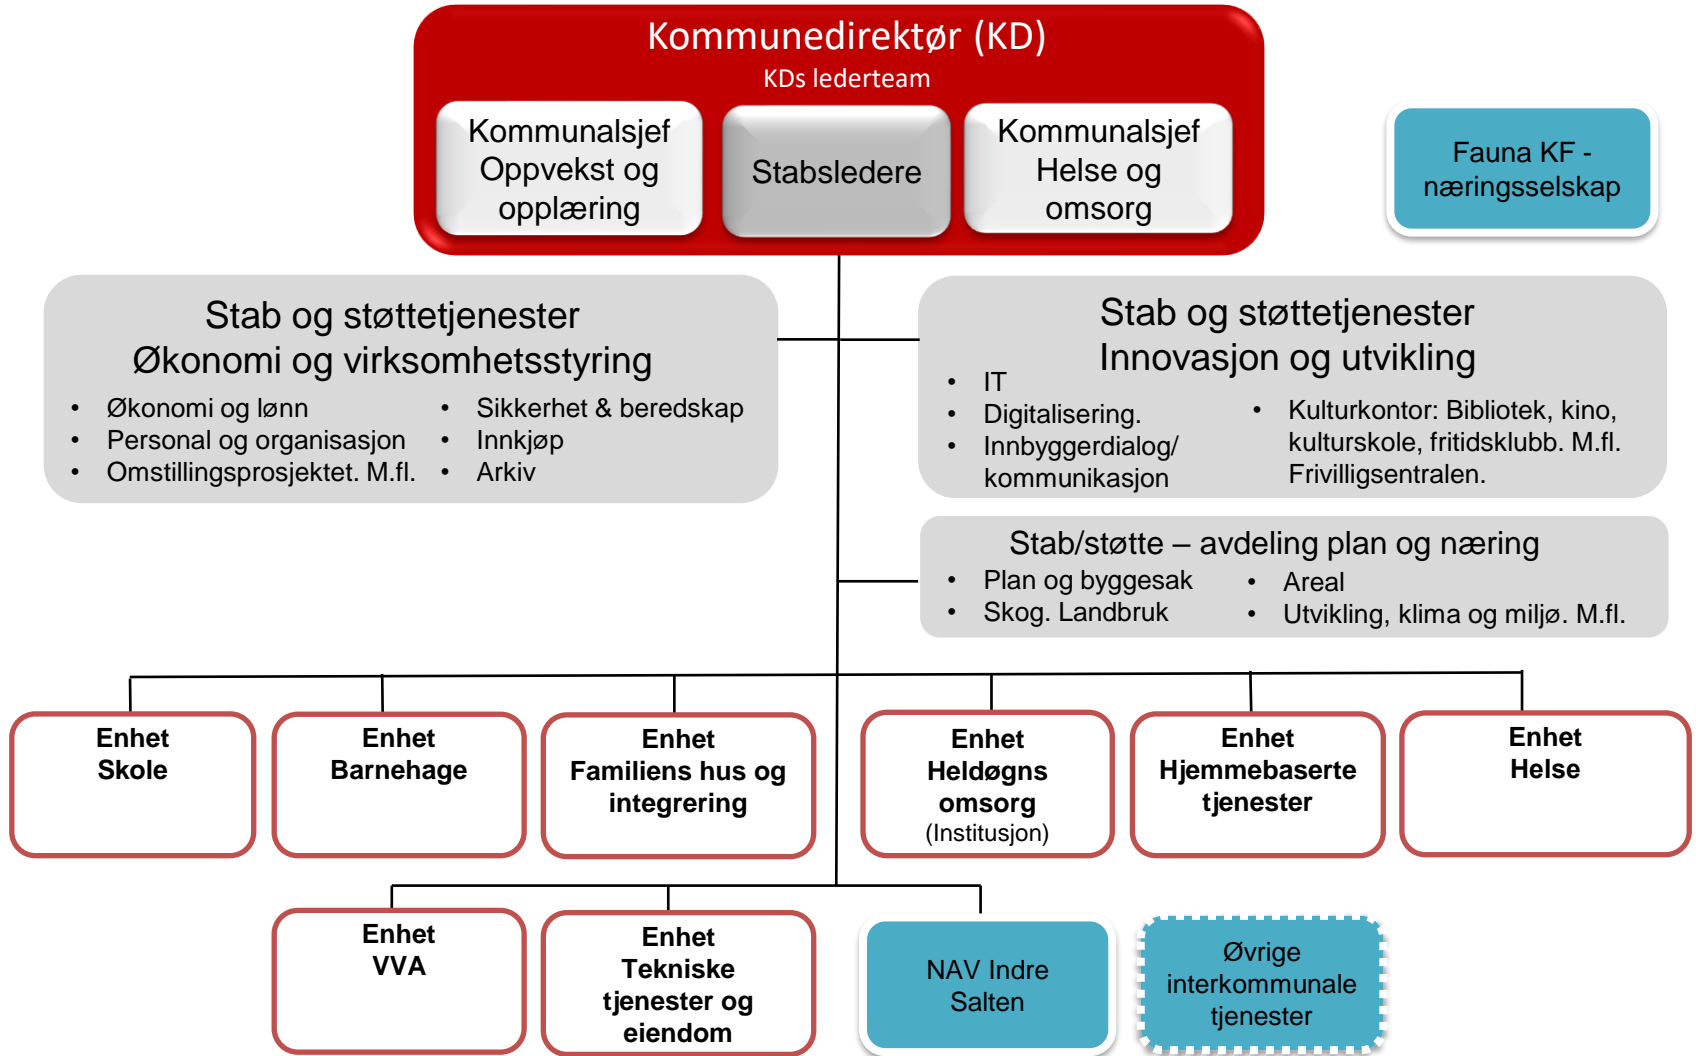 Kommunedirektør (KD)
KDs lederteam
Kommunalsjef
Oppvekst og
opplæring
Stabsledere
Kommunalsjef
Helse og
omsorg
Fauna KF -
næringsselskap
Stab og støttetjenester
Økonomi og virksomhetsstyring
• Økonomi og lønn
• Personal og organisasjon
• Omstillingsprosjektet. M.fl.
• Sikkerhet & beredskap
• Innkjøp
• Arkiv
Stab og støttetjenester
Innovasjon og utvikling
• IT
• Digitalisering.
• Innbyggerdialog/
kommunikasjon
• Kulturkontor: Bibliotek, kino,
kulturskole, fritidsklubb. M.fl.
Frivilligsentralen.
Stab/støtte – avdeling plan og næring
• Plan og byggesak
• Skog. Landbruk
• Areal
• Utvikling, klima og miljø. M.fl.
Enhet
Skole
Enhet
Barnehage
Enhet
Familiens hus og
integrering
Enhet
Heldøgns
omsorg
(Institusjon)
Enhet
Hjemmebaserte
tjenester
Enhet
Helse
Enhet
VVA
Enhet
Tekniske
tjenester og
eiendom
NAV Indre
Salten
Øvrige
interkommunale
tjenester